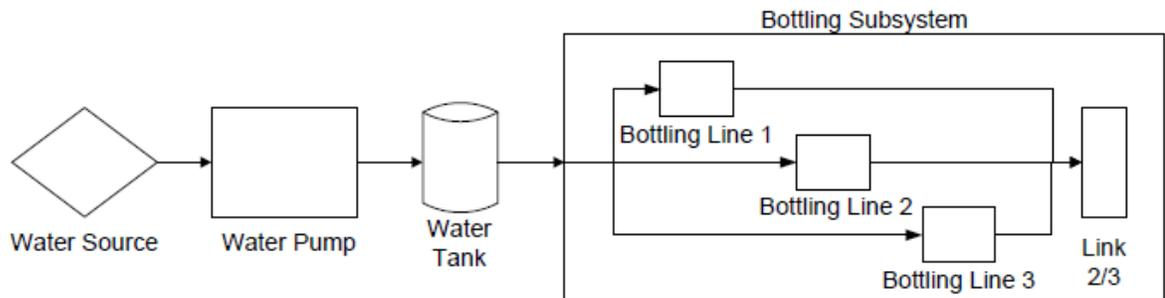 Bottling Subsystem
Bottling Line 1
Bottling Line 2
Bottling Line 3
Water Source
Water Pump
Water
Tank
Link
2/3